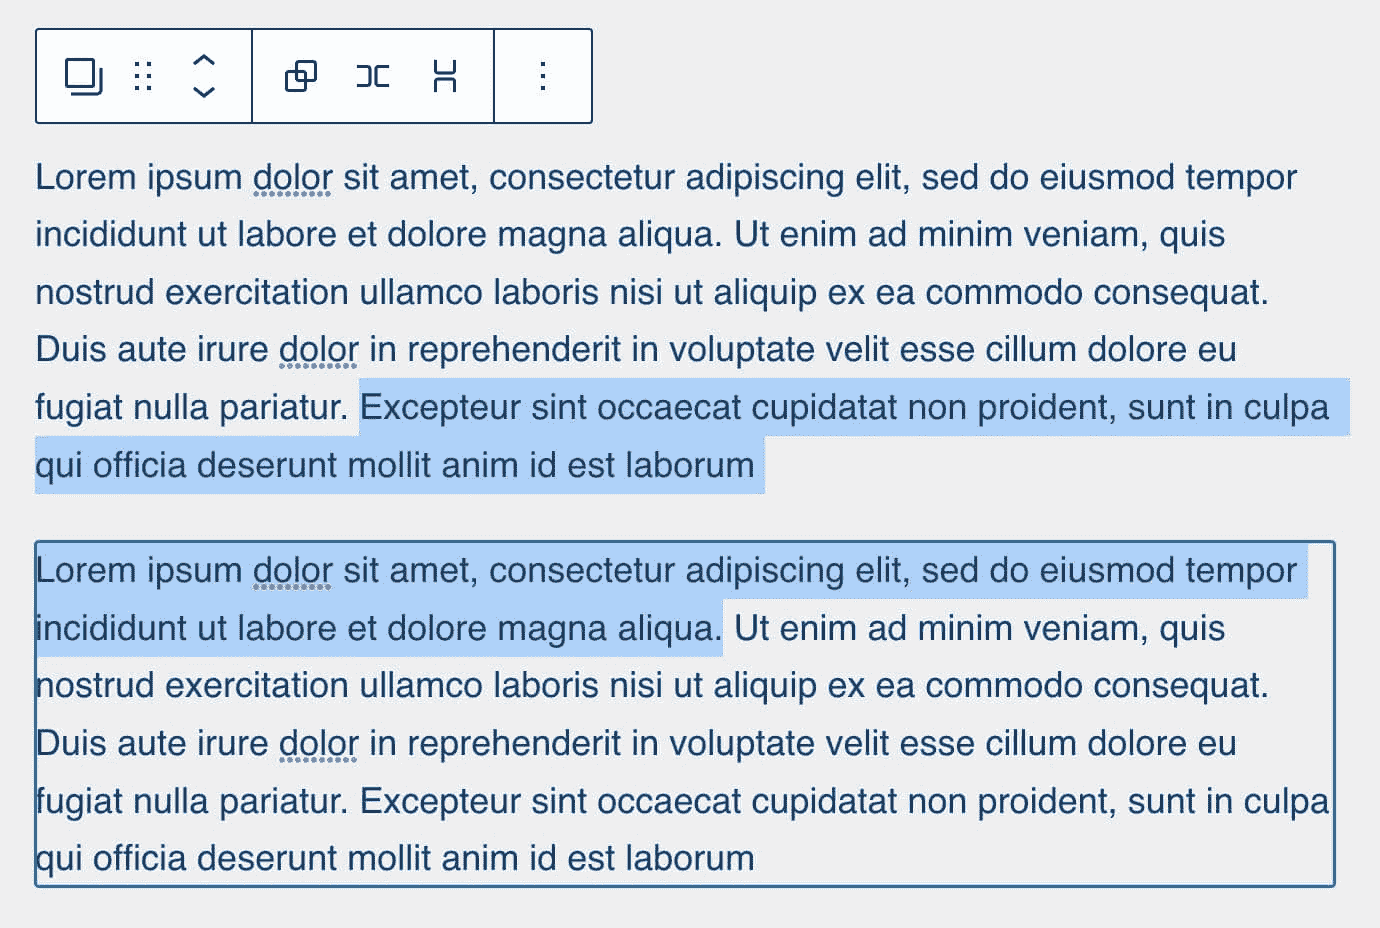 Lorem ipsum dolor sit amet, consectetur adipiscing elit, sed do eiusmod tempor
incididunt ut labore et dolore magna aliqua. Ut enim ad minim veniam, quis
nostrud exercitation ullamco laboris nisi ut aliquip ex ea commodo consequat.
Duis aute irure dolor in reprehenderit in voluptate velit esse cillum dolore eu
fugiat nulla pariatur. Excepteur sint occaecat cupidatat non proident, sunt in culpa
qui officia deserunt mollit anim id est laborum
Lorem ipsum dolor sit amet, consectetur adipiscing elit, sed do eiusmod tempor
incididunt ut labore et dolore magna aliqua. Ut enim ad minim veniam, quis
nostrud exercitation ullamco laboris nisi ut aliquip ex ea commodo consequat.
Duis aute irure dolor in reprehenderit in voluptate velit esse cillum dolore eu
fugiat nulla pariatur. Excepteur sint occaecat cupidatat non proident, sunt in culpa
qui officia deserunt mollit anim id est laborum